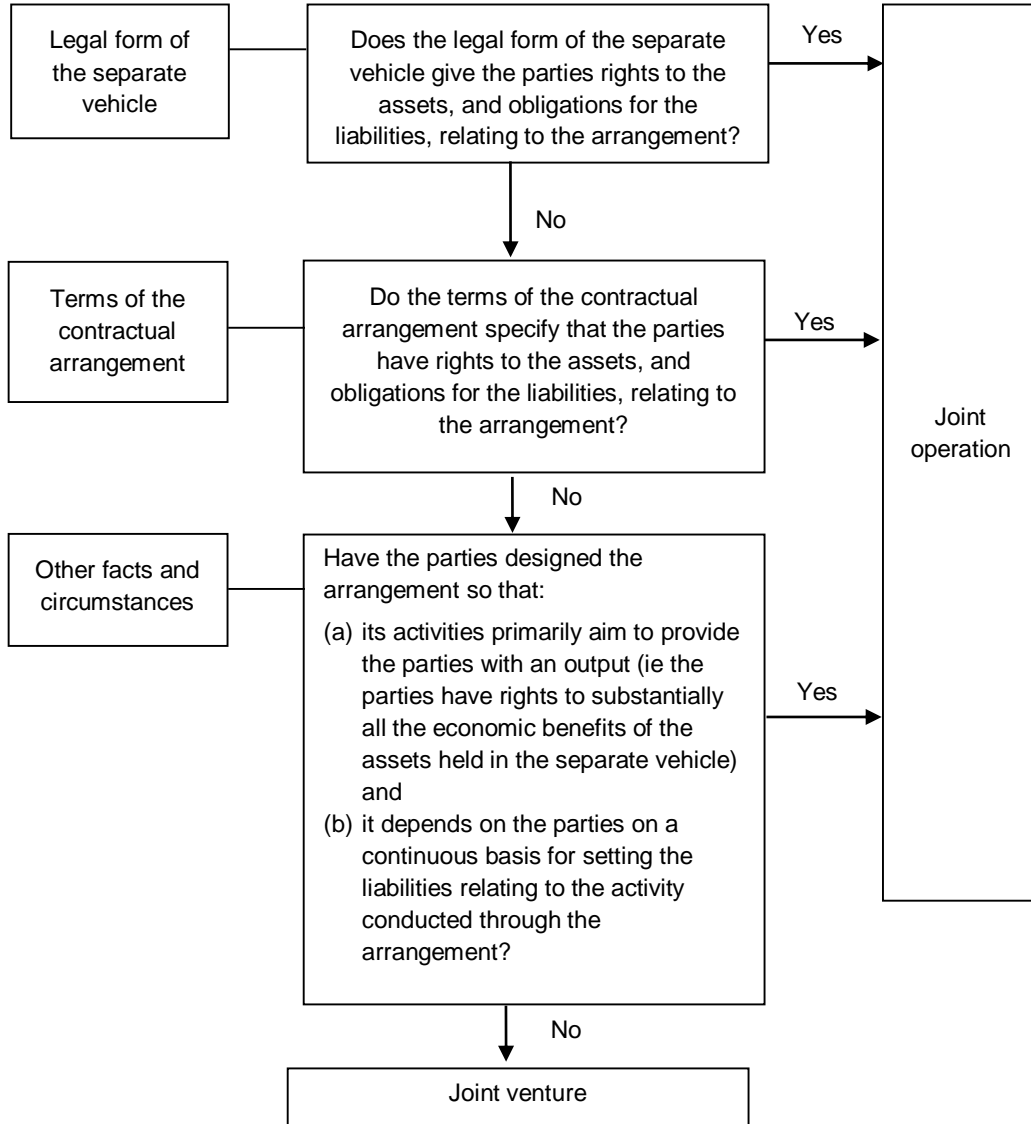 Legal form of
the separate
vehicle
Does the legal form of the separate
vehicle give the parties rights to the
assets, and obligations for the
liabilities, relating to the arrangement?
Yes
No
Terms of the
contractual
arrangement
Do the terms of the contractual
arrangement specify that the parties
have rights to the assets, and
obligations for the liabilities, relating to
the arrangement?
Yes
Joint
operation
No
Other facts and
circumstances
Have the parties designed the
arrangement so that:
(a) its activities primarily aim to provide
the parties with an output (ie the
parties have rights to substantially
all the economic benefits of the
assets held in the separate vehicle)
and
(b) it depends on the parties on a
continuous basis for setting the
liabilities relating to the activity
conducted through the
arrangement?
Yes
No
Joint venture